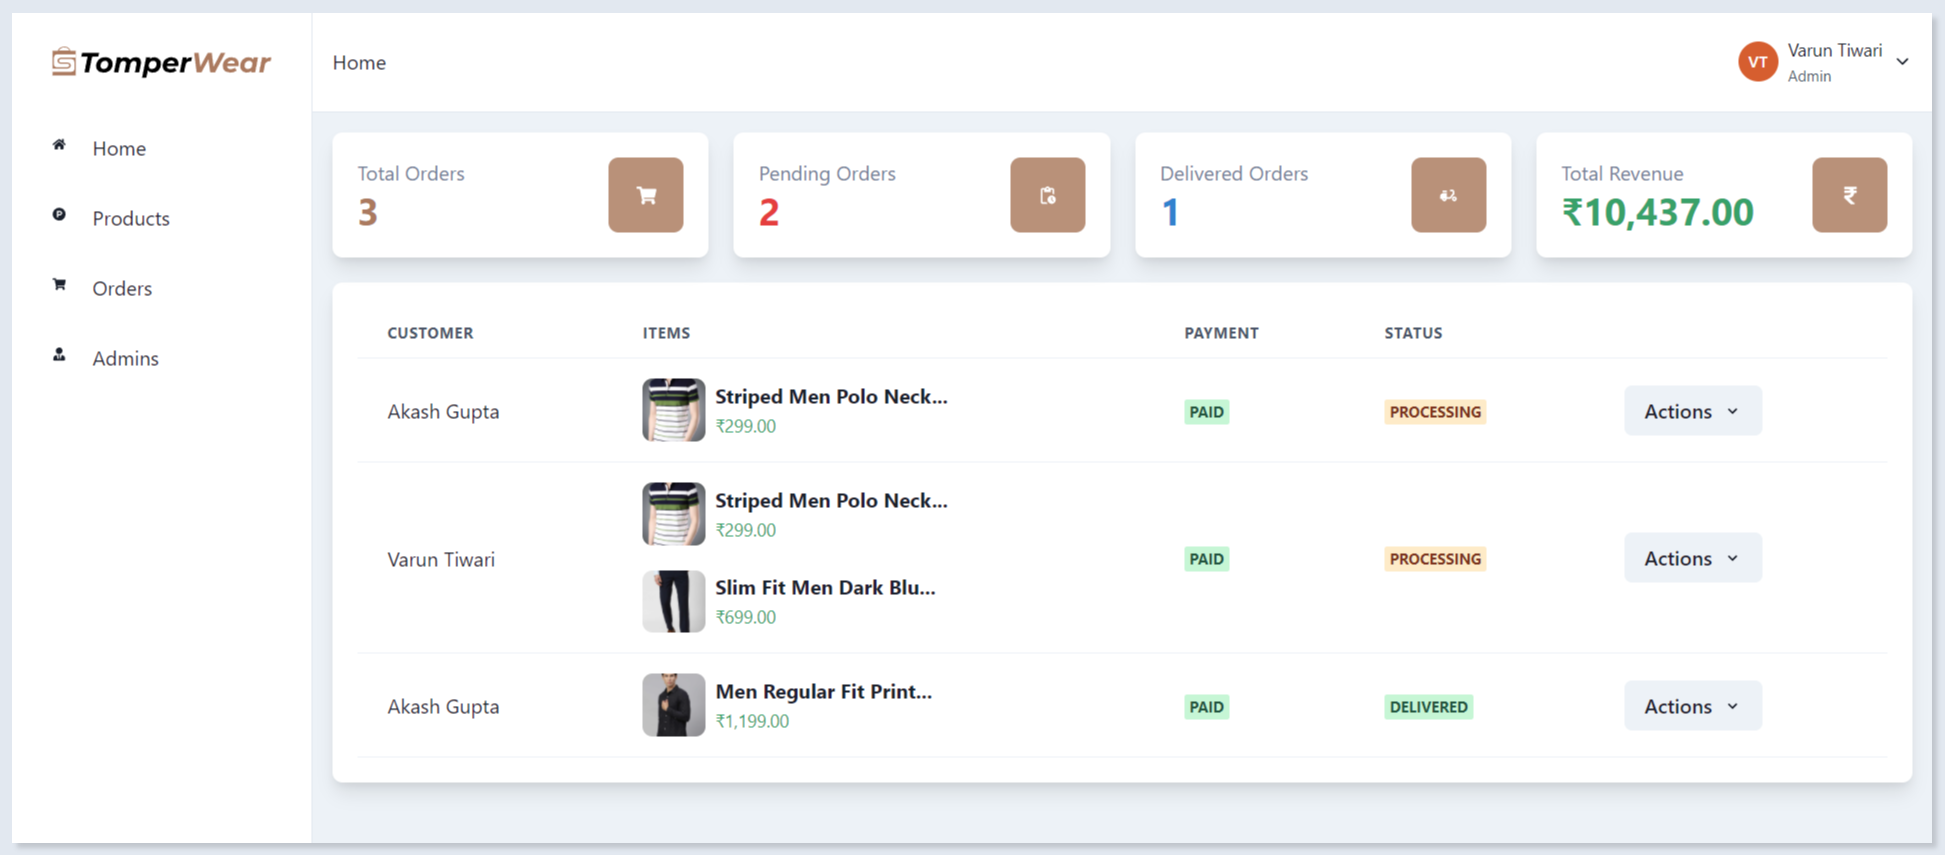 TomperWear
Home
Varun Tiwari
VT
Admin
Home
Products
Orders
Admins
Total Orders
3
Pending Orders
2
Delivered Orders
1
Total Revenue
₹10,437.00
CUSTOMER ITEMS PAYMENT STATUS
Akash Gupta
Striped Men Polo Neck...
₹299.00
PAID
PROCESSING
Actions
Varun Tiwari
Striped Men Polo Neck...
₹299.00
Slim Fit Men Dark Blu...
₹699.00
PAID
PROCESSING
Actions
Akash Gupta
Men Regular Fit Print...
₹1,199.00
PAID
DELIVERED
Actions